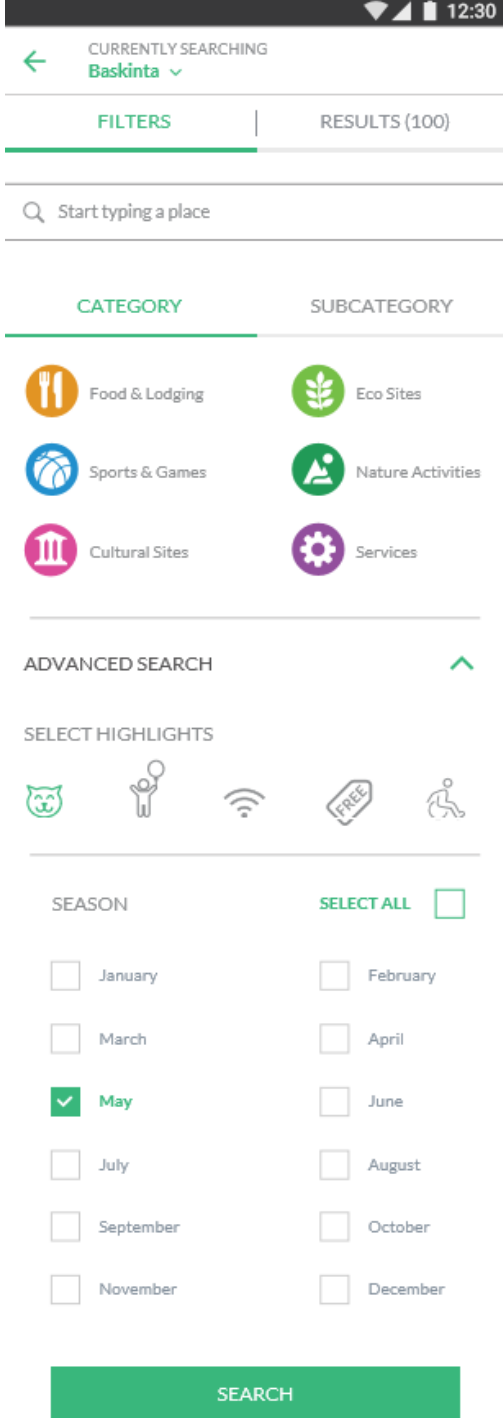 12:30
CURRENTLY SEARCHING
Baskinta
FILTERS RESULTS (100)
Start typing a place
CATEGORY SUBCATEGORY
Food & Lodging Eco Sites
Sports & Games Nature Activities
Cultural Sites Services
ADVANCED SEARCH
SELECT HIGHLIGHTS
FREE
SEASON SELECT ALL
January February
March April
May June
July August
September October
November December
SEARCH